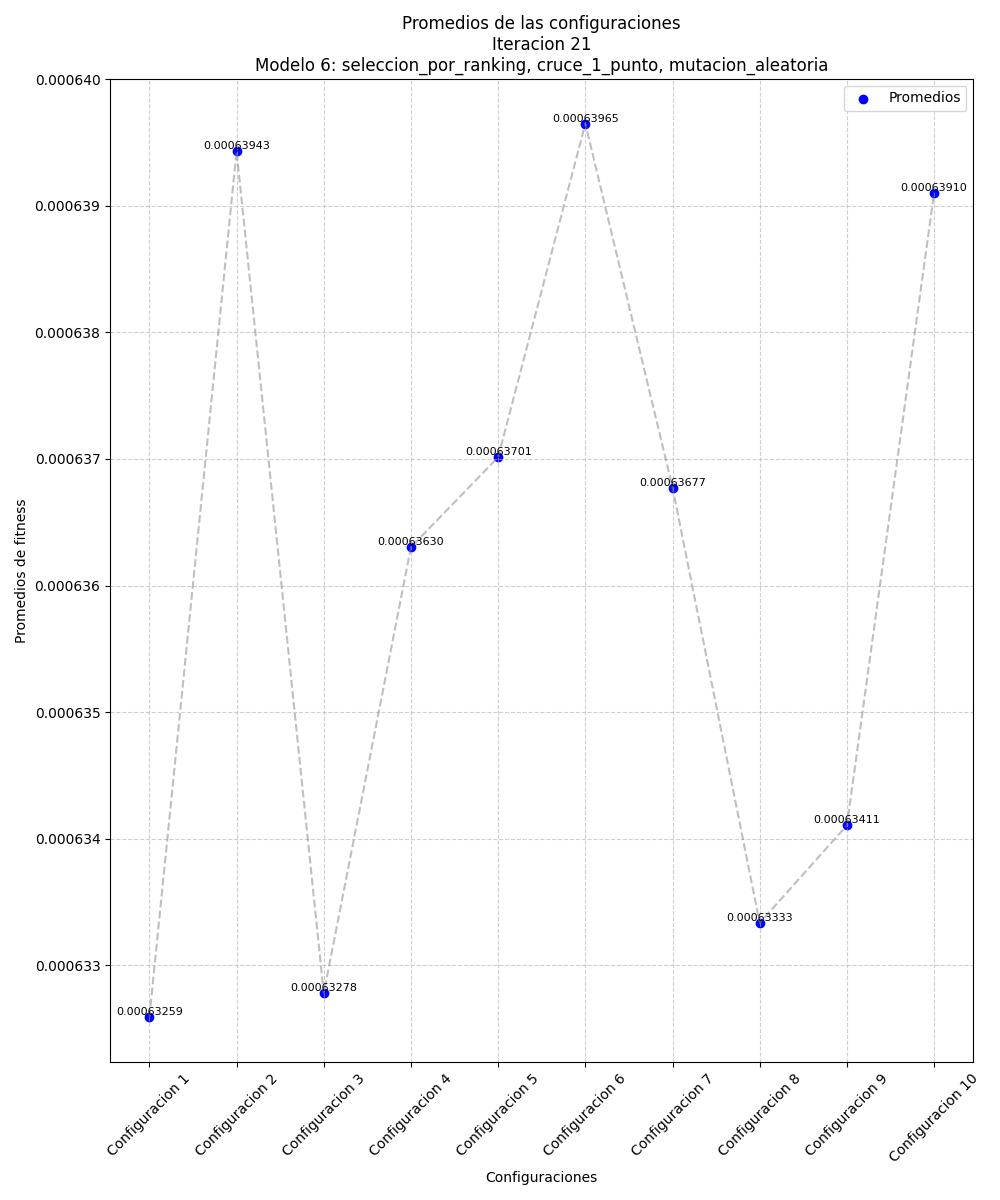 Promedios de las configuraciones
Iteracion 21
Modelo 6: seleccion_por_ranking, cruce_1_punto, mutacion_aleatoria
Promedios
Promedios de fitness
0.000640
0.000639
0.000638
0.000637
0.000636
0.000635
0.000634
0.000633
0.00063259
0.00063943
0.00063278
0.00063630
0.00063701
0.00063965
0.00063677
0.00063333
0.00063411
0.00063910
Configuracion 1
Configuracion 2
Configuracion 3
Configuracion 4
Configuracion 5
Configuracion 6
Configuracion 7
Configuracion 8
Configuracion 9
Configuracion 10
Configuraciones